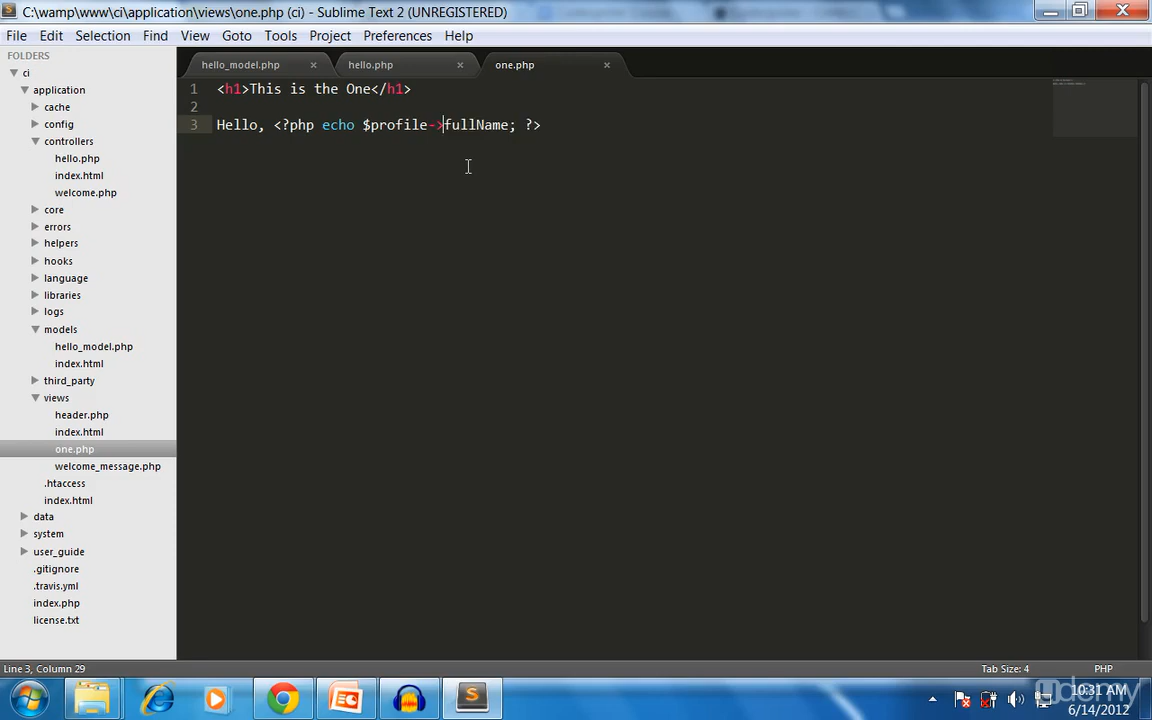 C:\wamp\www\ci\application\views\one.php (ci) - Sublime Text 2 (UNREGISTERED)
File Edit Selection Find View Goto Tools Project Preferences Help
FOLDERS
ci
application
cache
config
controllers
hello.php
index.html
welcome.php
core
errors
helpers
hooks
language
libraries
logs
models
hello_model.php
index.html
third_party
views
header.php
index.html
one.php
welcome_message.php
.htaccess
index.html
data
system
user_guide
.gitignore
.travis.yml
index.php
license.txt
hello_model.php hello.php one.php
1 <h1>This is the One</h1>
2
3 Hello, <?php echo $profile->fullName; ?>
Line 3, Column 29 Tab Size: 4 PHP
udemy
10:31 AM
6/14/2012